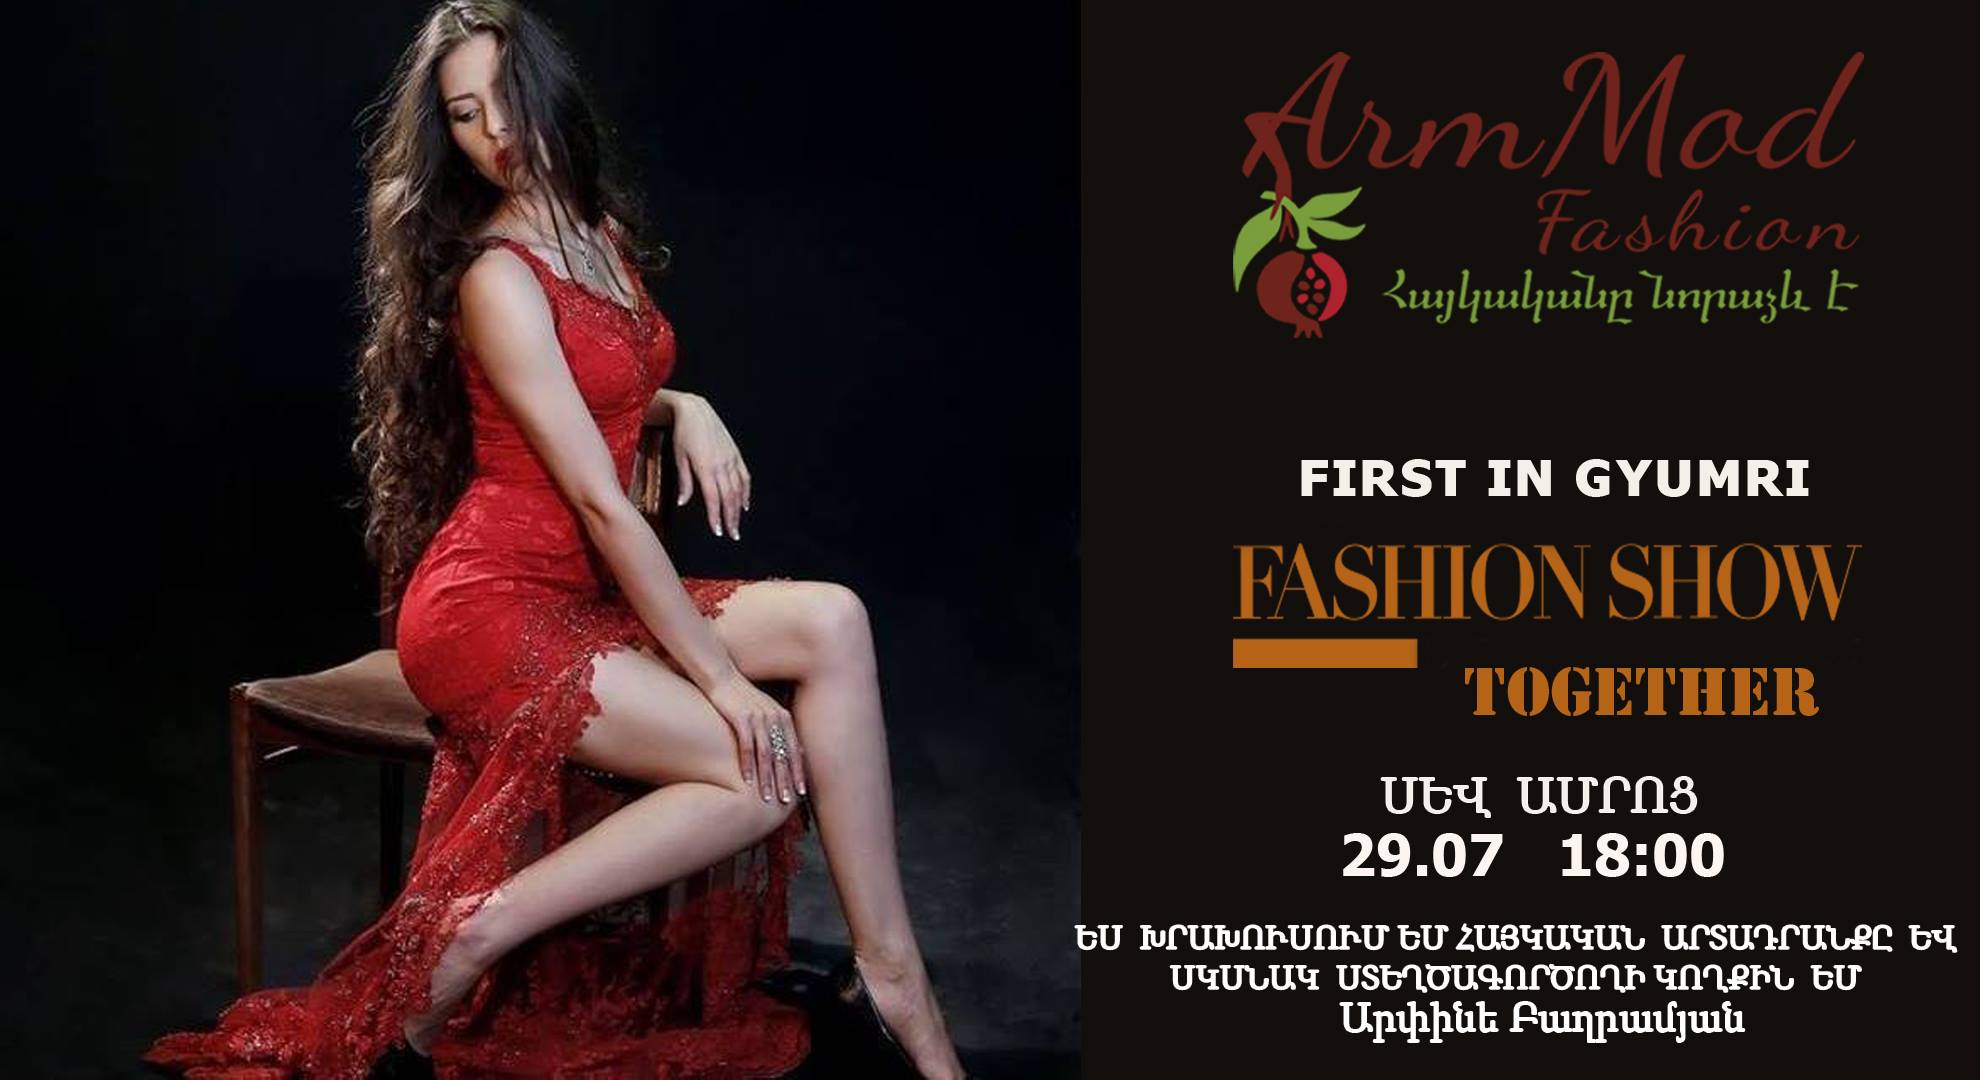 ArmMod
Fashion
Հայկականը նորաձև է
FIRST IN GYUMRI
FASHION SHOW
TOGETHER
ՍԵՎ ԱՄՐՈՑ
29.07 18:00
ԵՍ ԽՐԱԽՈՒՍՈՒՄ ԵՄ ՀԱՅԿԱԿԱՆ ԱՐՏԱԴՐԱՆՔԸ ԵՎ
ՍԿՍՆԱԿ ՍՏԵՂԾԱԳՈՐԾՈՂԻ ԿՈՂՔԻՆ ԵՄ
Արփինե Բաղրամյան